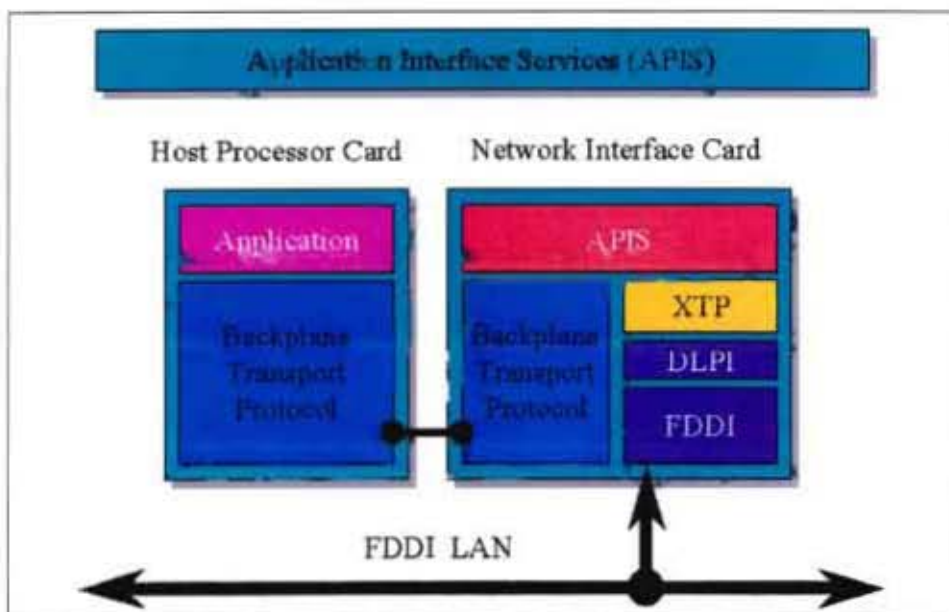 Application Interface Services (APIS)
Host Processor Card
Network Interface Card
Application
APIS
Backplane
Transport
Protocol
Backplane
Transport
Protocol
XTP
DLPI
FDDI
FDDI LAN